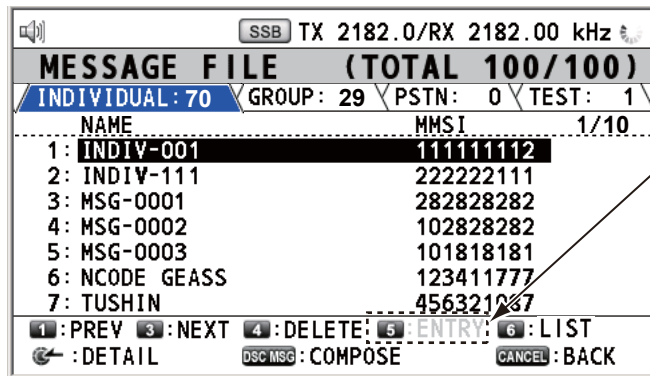 SSB TX 2182.0/RX 2182.00 kHz
MESSAGE FILE (TOTAL 100/100)
INDIVIDUAL: 70 GROUP: 29 PSTN: 0 TEST: 1
NAME MMSI 1/10
1: INDIV-001 111111112
2: INDIV-111 222222111
3: MSG-0001 282828282
4: MSG-0002 102828282
5: MSG-0003 101818181
6: NCODE GEASS 123411777
7: TUSHIN 456321987
1 :PREV 3 :NEXT 4 :DELETE 5 :ENTRY 6 :LIST
:DETAIL DSC MSG :COMPOSE CANCEL :BACK